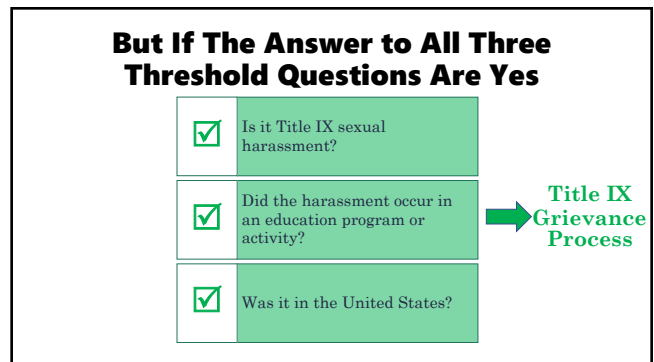 But If The Answer to All Three
Threshold Questions Are Yes
Is it Title IX sexual
harassment?
Did the harassment occur in
an education program or
activity?
Title IX
Grievance
Process
Was it in the United States?